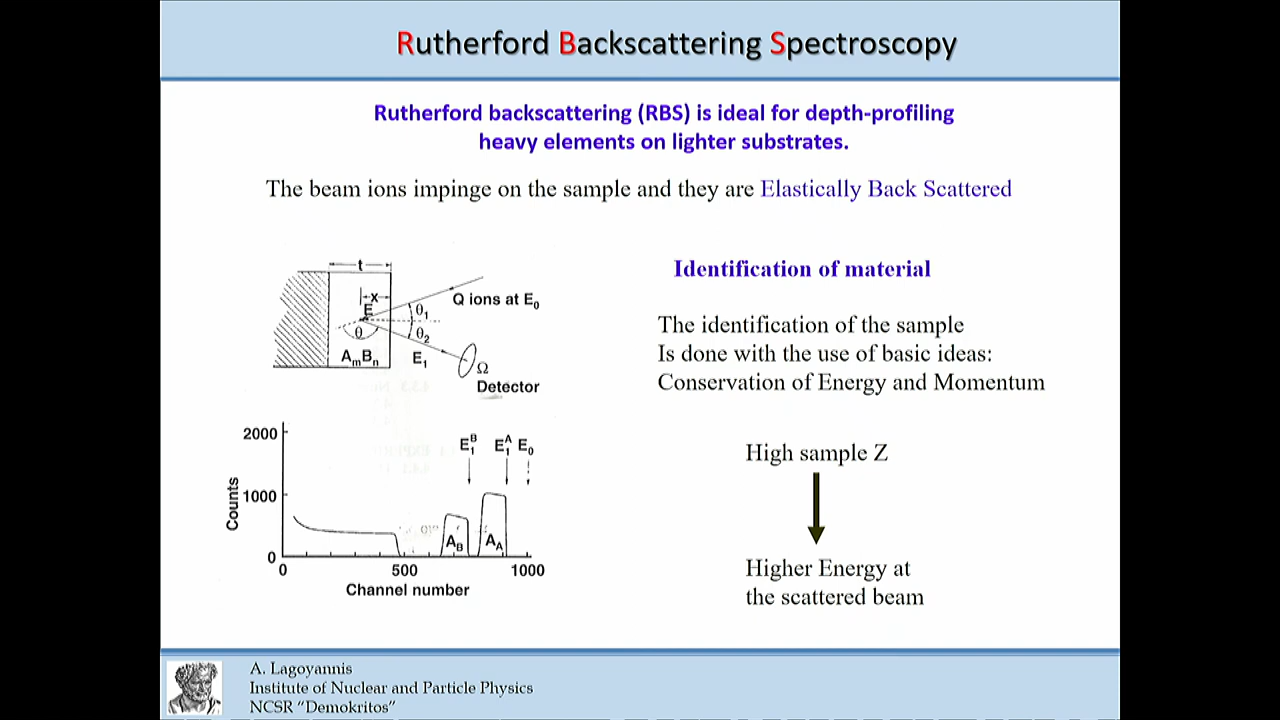 Rutherford Backscattering Spectroscopy
Rutherford backscattering (RBS) is ideal for depth-profiling
heavy elements on lighter substrates.
The beam ions impinge on the sample and they are Elastically Back Scattered
t
x
E
θ
θ₁
θ₂
Q ions at E₀
AₘBₙ
E₁
Ω
Detector
2000
1000
0
Counts
E₁ᴮ E₁ᴬ E₀
A_B A_A
0 500 1000
Channel number
Identification of material
The identification of the sample
Is done with the use of basic ideas:
Conservation of Energy and Momentum
High sample Z
Higher Energy at
the scattered beam
A. Lagoyannis
Institute of Nuclear and Particle Physics
NCSR “Demokritos”